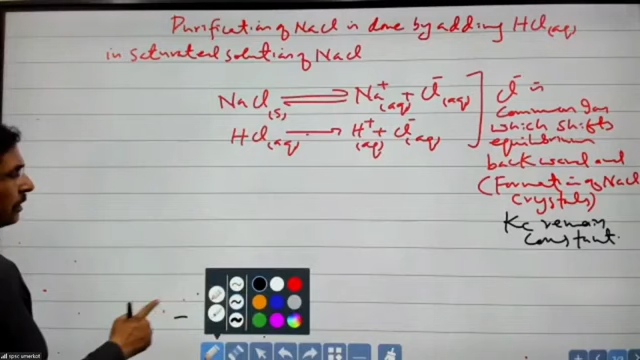 Purification of NaCl is done by adding HCl(aq)
in saturated solution of NaCl
NaCl(s) ⇌ Na+(aq) + Cl-(aq)
HCl(aq) → H+(aq) + Cl-(aq)
Cl- is
Common Ion
which shifts
equilibrium
backward and
(Formation of NaCl
Crystals)
Kc remain
constant.
npsc umerkot